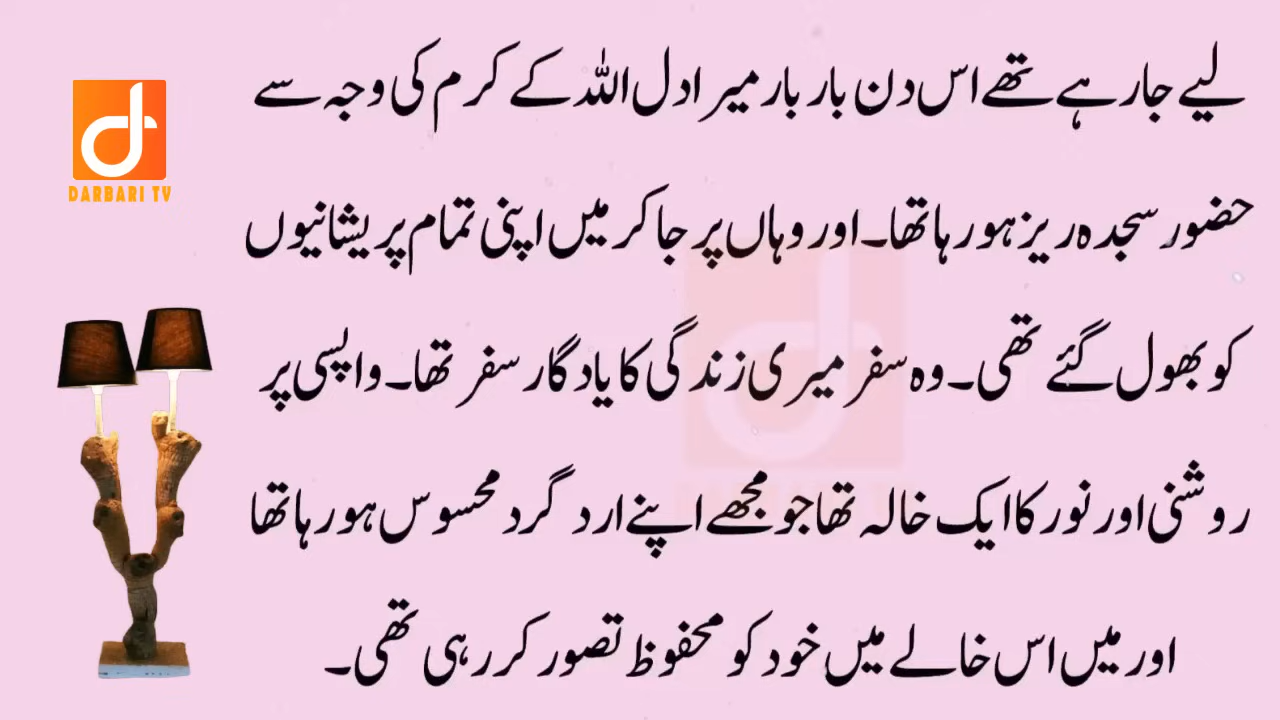 لیے جا رہے تھے اس دن بار بار میرا دل اللہ کے کرم کی وجہ سے
حضور سجدہ ریز ہو رہا تھا۔ اور وہاں پر جا کر میں اپنی تمام پریشانیوں
کو بھول گئے تھی۔ وہ سفر میری زندگی کا یادگار سفر تھا۔ واپسی پر
روشنی اور نور کا ایک خالہ تھا جو مجھے اپنے ارد گرد محسوس ہو رہا تھا
اور میں اس خالے میں خود کو محفوظ تصور کر رہی تھی۔
DARBARI TV